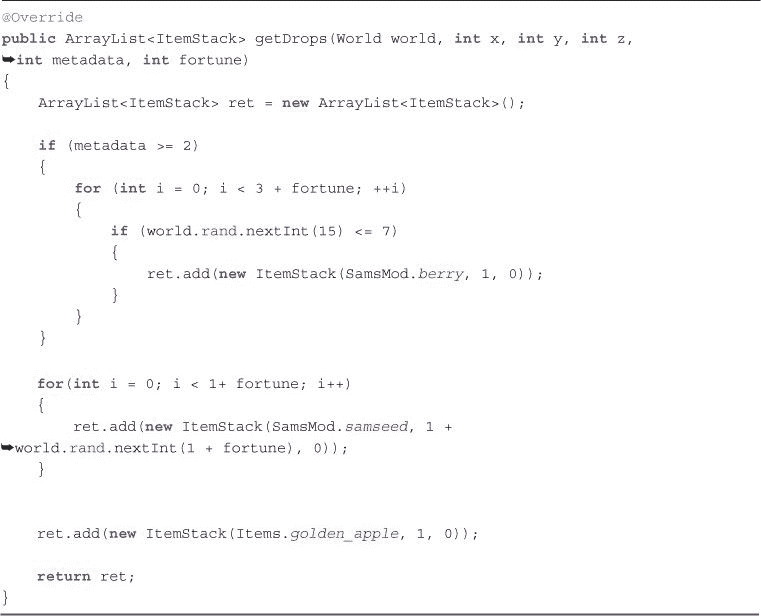 @Override
public ArrayList<ItemStack> getDrops(World world, int x, int y, int z,
➥int metadata, int fortune)
{
    ArrayList<ItemStack> ret = new ArrayList<ItemStack>();

    if (metadata >= 2)
    {
        for (int i = 0; i < 3 + fortune; ++i)
        {
            if (world.rand.nextInt(15) <= 7)
            {
                ret.add(new ItemStack(SamsMod.berry, 1, 0));
            }
        }
    }

    for(int i = 0; i < 1+ fortune; i++)
    {
        ret.add(new ItemStack(SamsMod.samseed, 1 +
➥world.rand.nextInt(1 + fortune), 0));
    }

    ret.add(new ItemStack(Items.golden_apple, 1, 0));

    return ret;
}